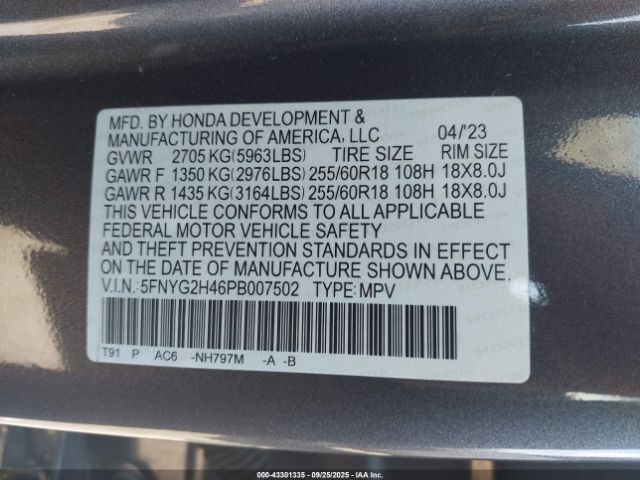 MFD. BY HONDA DEVELOPMENT &
MANUFACTURING OF AMERICA, LLC 04/'23
GVWR 2705 KG(5963LBS) TIRE SIZE RIM SIZE
GAWR F 1350 KG(2976LBS) 255/60R18 108H 18X8.0J
GAWR R 1435 KG(3164LBS) 255/60R18 108H 18X8.0J
THIS VEHICLE CONFORMS TO ALL APPLICABLE
FEDERAL MOTOR VEHICLE SAFETY
AND THEFT PREVENTION STANDARDS IN EFFECT
ON THE DATE OF MANUFACTURE SHOWN ABOVE.
V.I.N.:5FNYG2H46PB007502 TYPE:MPV
T91 P AC6 -NH797M -A -B
000-43301335 - 09/25/2025 - IAAI.COM